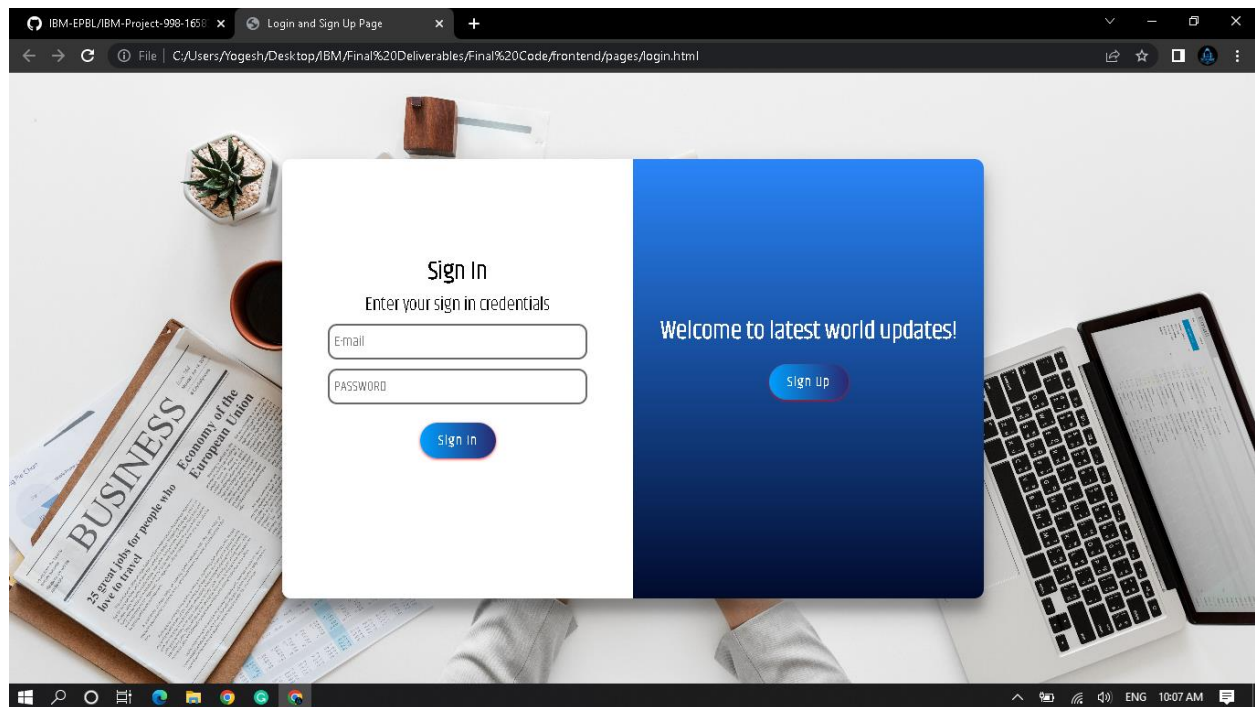 IBM-EPBL/IBM-Project-998-1658
Login and Sign Up Page
File | C:/Users/Yogesh/Desktop/IBM/Final%20Deliverables/Final%20Code/frontend/pages/login.html
Sign In
Enter your sign in credentials
E-mail
PASSWORD
Sign In
Welcome to latest world updates!
Sign Up
BUSINESS
Economy of the
European Union
25 great jobs for people who
love to travel
ENG 10:07 AM